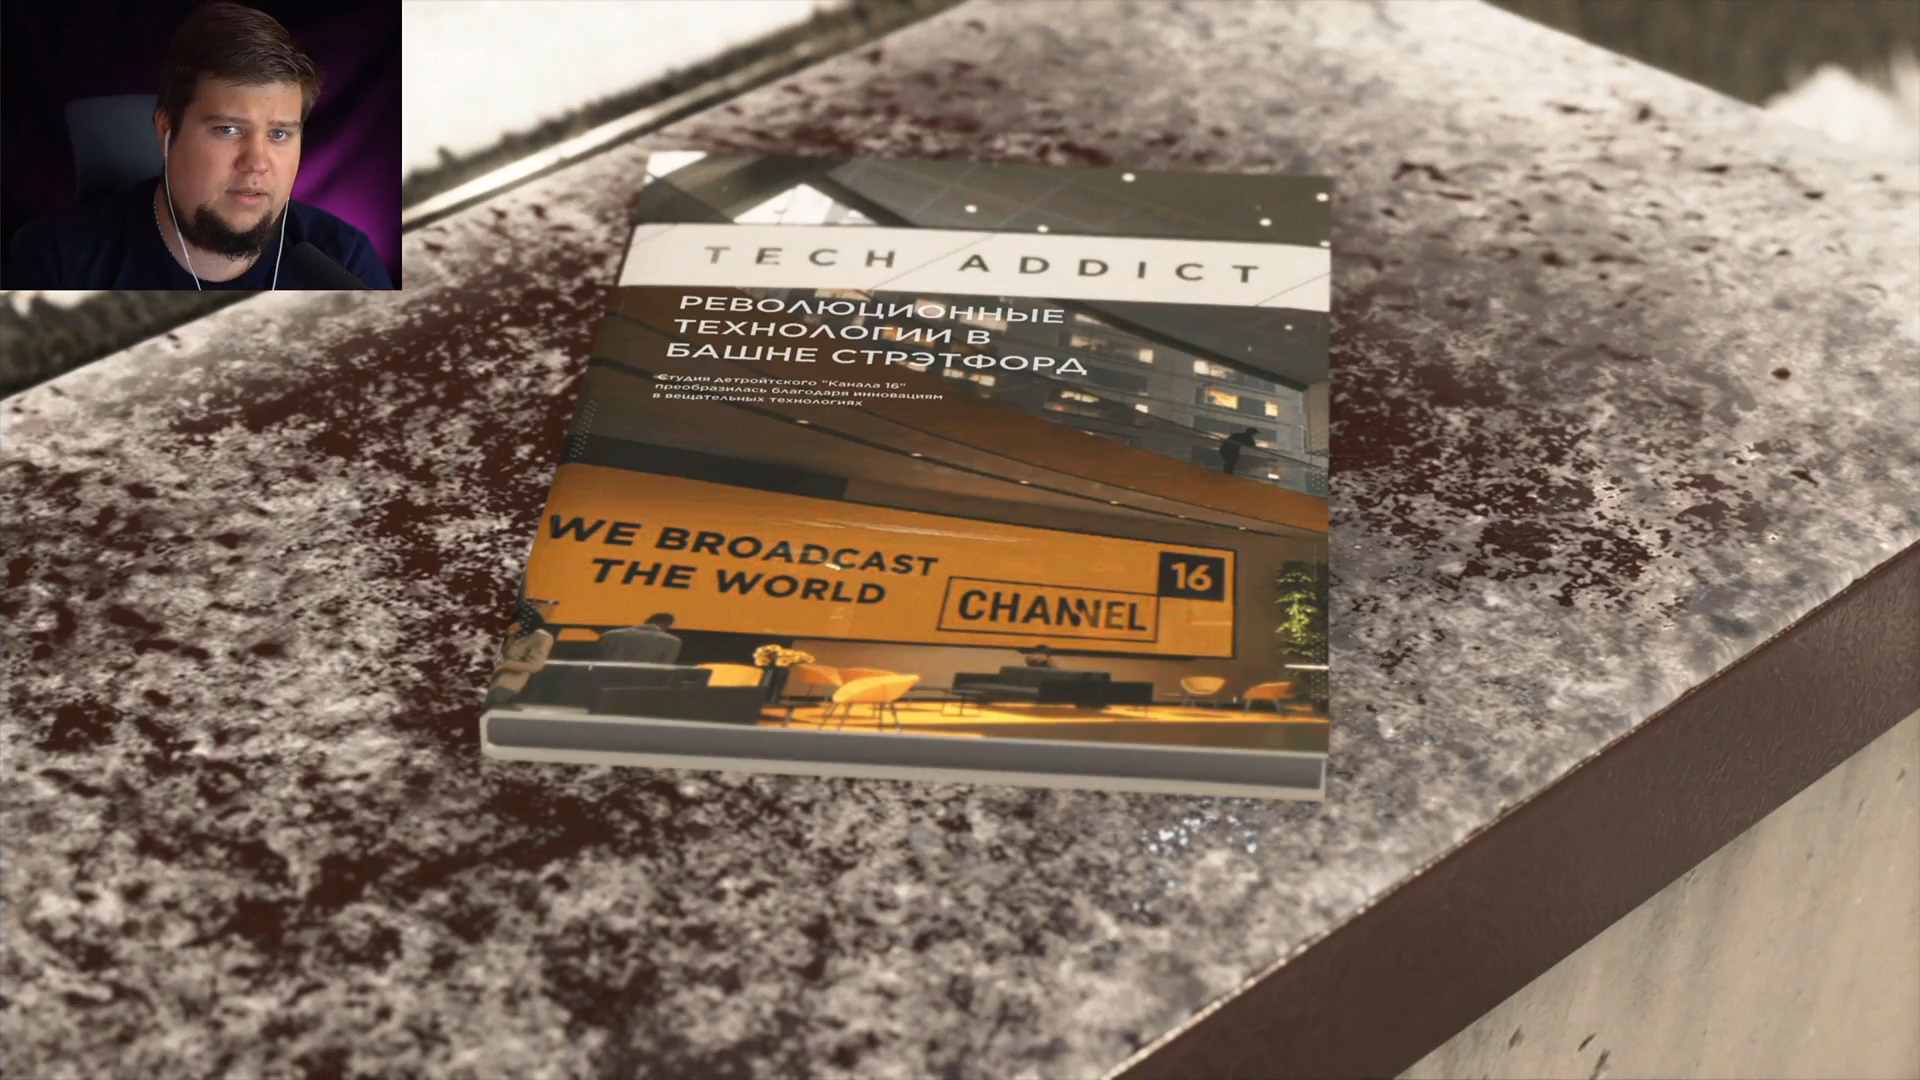 TECH ADDICT
РЕВОЛЮЦИОННЫЕ
ТЕХНОЛОГИИ В
БАШНЕ СТРЭТФОРД
Студия детройтского "Канала 16"
преобразилась благодаря инновациям
в вещательных технологиях
WE BROADCAST
THE WORLD
16
CHANNEL